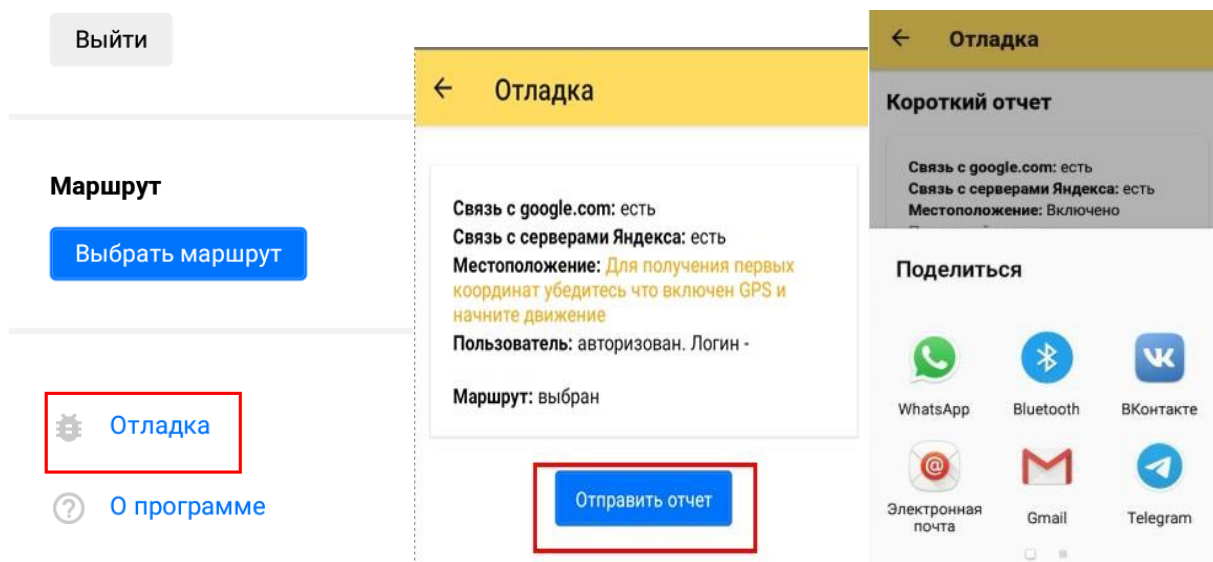 Выйти
Маршрут
Выбрать маршрут
Отладка
О программе
Отладка
Связь с google.com: есть
Связь с серверами Яндекса: есть
Местоположение: Для получения первых
координат убедитесь что включен GPS и
начните движение
Пользователь: авторизован. Логин -
Маршрут: выбран
Отправить отчет
Отладка
Короткий отчет
Связь с google.com: есть
Связь с серверами Яндекса: есть
Местоположение: Включено
Поделиться
WhatsApp
Bluetooth
ВКонтакте
Электронная
почта
Gmail
Telegram